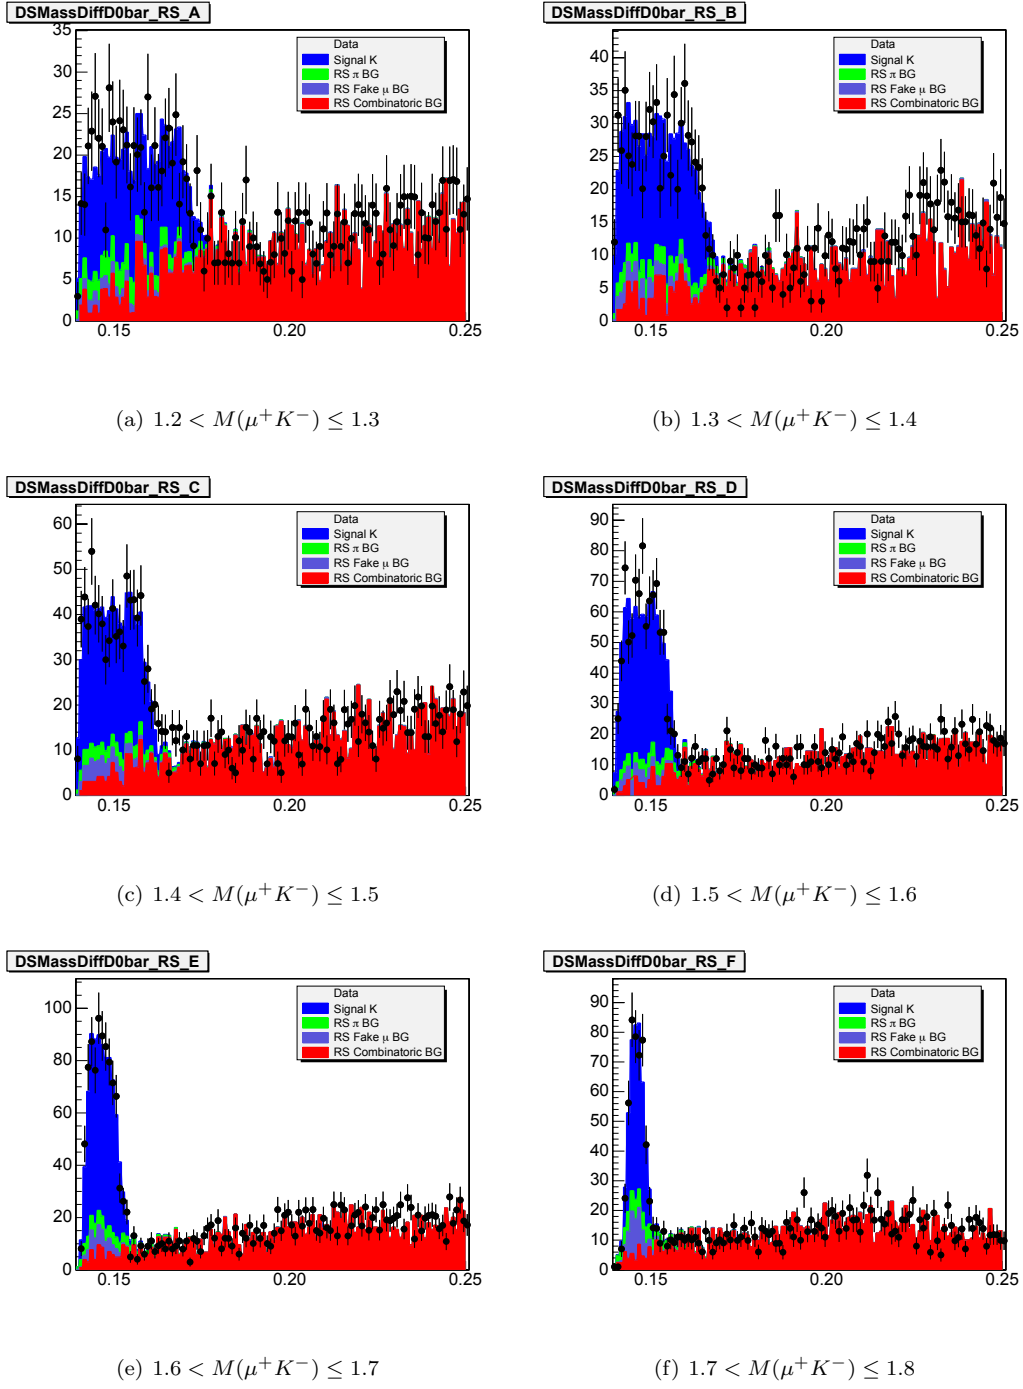 DSMassDiffD0bar_RS_A
Data
Signal K
RS π BG
RS Fake μ BG
RS Combinatoric BG
35
30
25
20
15
10
5
0
0.15 0.20 0.25
(a) 1.2 < M(μ⁺K⁻) ≤ 1.3
DSMassDiffD0bar_RS_B
Data
Signal K
RS π BG
RS Fake μ BG
RS Combinatoric BG
40
35
30
25
20
15
10
5
0
0.15 0.20 0.25
(b) 1.3 < M(μ⁺K⁻) ≤ 1.4
DSMassDiffD0bar_RS_C
Data
Signal K
RS π BG
RS Fake μ BG
RS Combinatoric BG
60
50
40
30
20
10
0
0.15 0.20 0.25
(c) 1.4 < M(μ⁺K⁻) ≤ 1.5
DSMassDiffD0bar_RS_D
Data
Signal K
RS π BG
RS Fake μ BG
RS Combinatoric BG
90
80
70
60
50
40
30
20
10
0
0.15 0.20 0.25
(d) 1.5 < M(μ⁺K⁻) ≤ 1.6
DSMassDiffD0bar_RS_E
Data
Signal K
RS π BG
RS Fake μ BG
RS Combinatoric BG
100
80
60
40
20
0
0.15 0.20 0.25
(e) 1.6 < M(μ⁺K⁻) ≤ 1.7
DSMassDiffD0bar_RS_F
Data
Signal K
RS π BG
RS Fake μ BG
RS Combinatoric BG
90
80
70
60
50
40
30
20
10
0
0.15 0.20 0.25
(f) 1.7 < M(μ⁺K⁻) ≤ 1.8